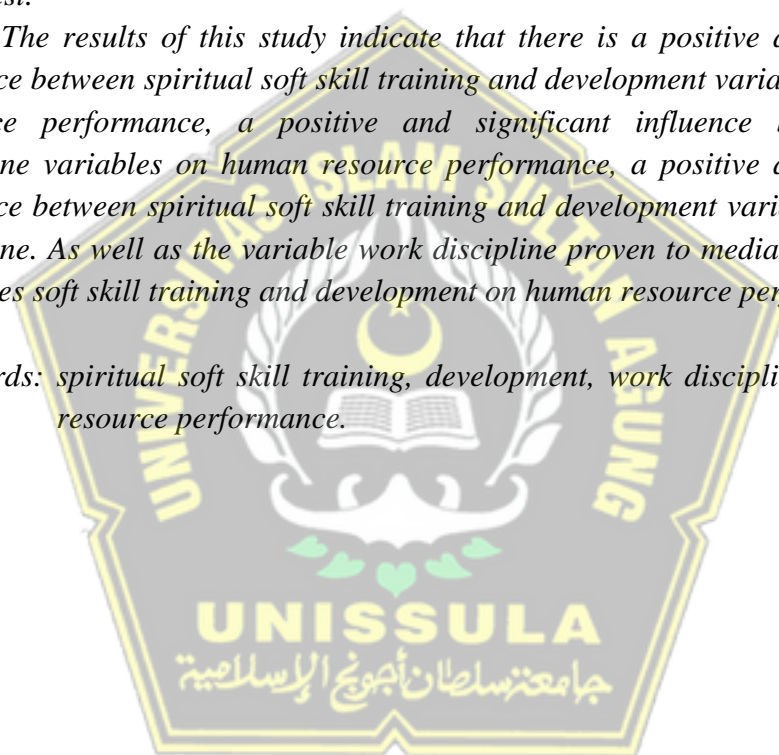 est.
The results of this study indicate that there is a positive a
ce between spiritual soft skill training and development varia
ce performance, a positive and significant influence
ne variables on human resource performance, a positive a
ce between spiritual soft skill training and development vari
ne. As well as the variable work discipline proven to media
es soft skill training and development on human resource per
rds: spiritual soft skill training, development, work discipli
resource performance.
UNIVERSITAS ISLAM SULTAN AGUNG
UNISSULA
جامعة سلطان أجونج الإسلامية